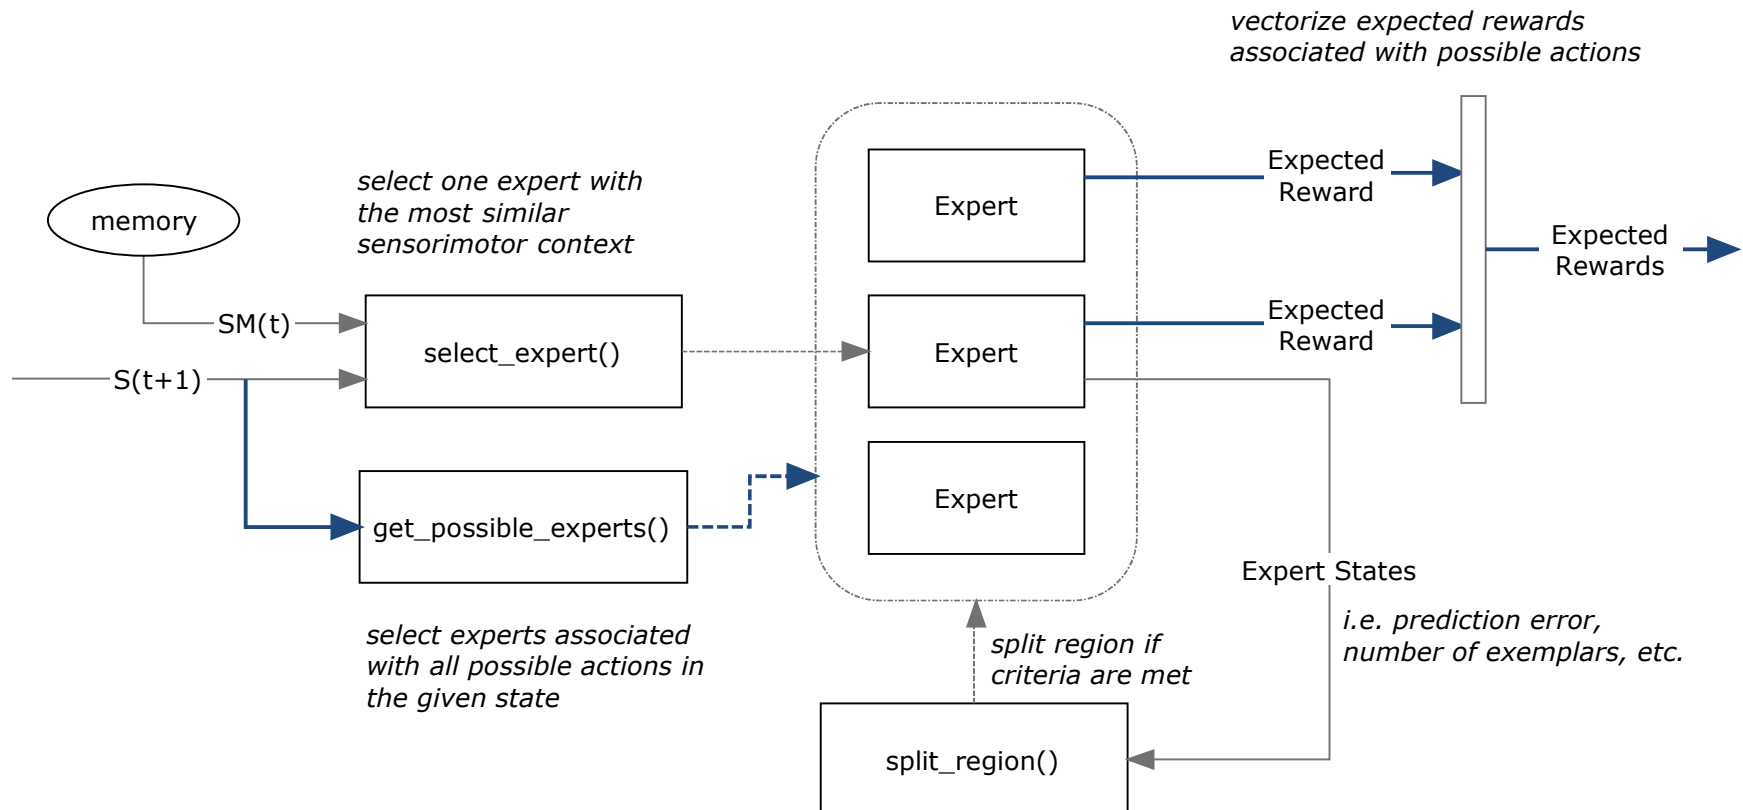 vectorize expected rewards
associated with possible actions
select one expert with
the most similar
sensorimotor context
memory
Expert
Expected
Reward
Expected
Rewards
SM(t)
S(t+1)
select_expert()
Expert
Expected
Reward
get_possible_experts()
Expert
select experts associated
with all possible actions in
the given state
split region if
criteria are met
Expert States
i.e. prediction error,
number of exemplars, etc.
split_region()